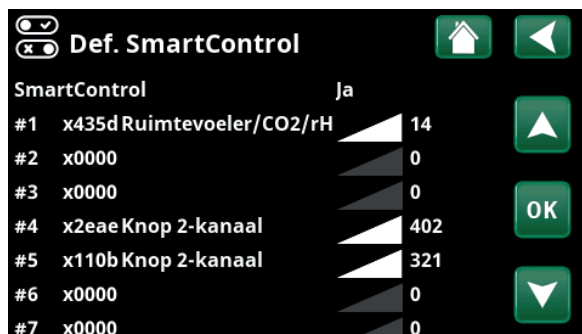 Def. SmartControl
SmartControl Ja
#1 x435d Ruimtevoeler/CO2/rH 14
#2 x0000 0
#3 x0000 0
#4 x2eae Knop 2-kanaal 402
OK
#5 x110b Knop 2-kanaal 321
#6 x0000 0
#7 x0000 0